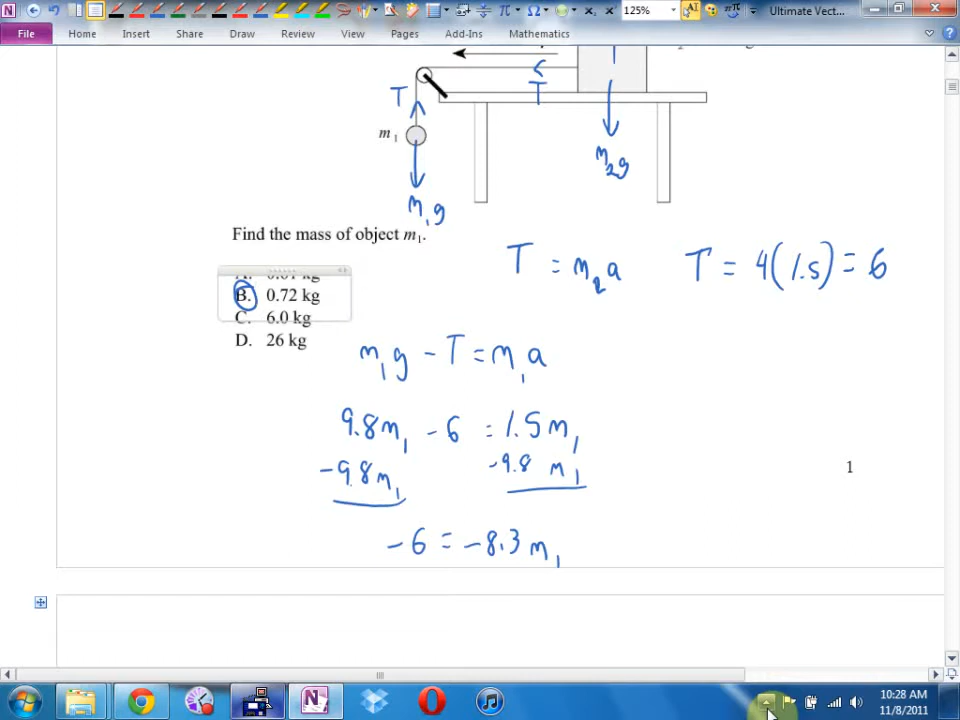 125%
Ultimate Vect...
File Home Insert Share Draw Review Pages View Add-Ins Mathematics
T
T
m1
m2g
m1g
Find the mass of object m1.
T = m2a T = 4(1.5) = 6
B. 0.72 kg
C. 6.0 kg
D. 26 kg
m1g - T = m1a
9.8m1 - 6 = 1.5m1
-9.8m1 -9.8 m1
1
-6 = -8.3m1
10:28 AM
11/8/2011